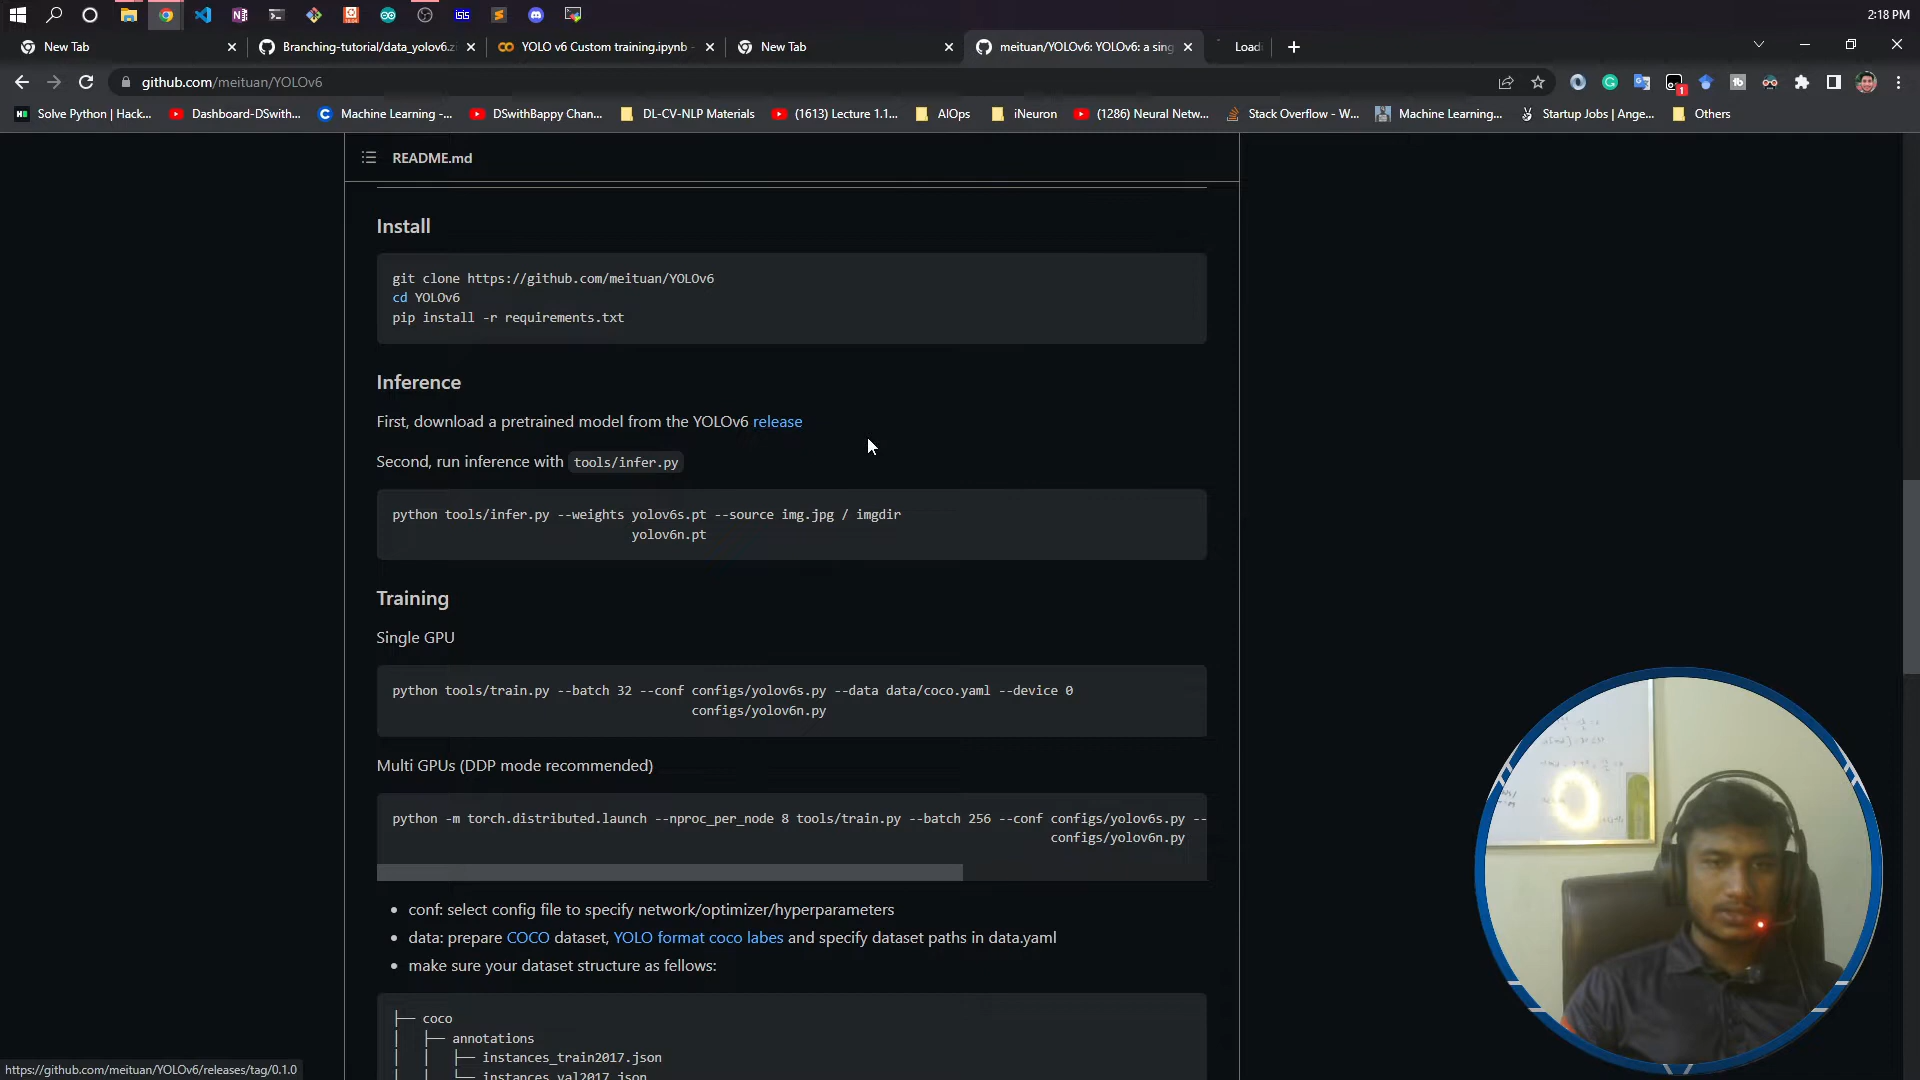 2:18 PM
New Tab
Branching-tutorial/data_yolov6.zi
YOLO v6 Custom training.ipynb -
New Tab
meituan/YOLOv6: YOLOv6: a sing
Loadi
github.com/meituan/YOLOv6
1
Solve Python | Hack...
Dashboard-DSwith...
Machine Learning -...
DSwithBappy Chan...
DL-CV-NLP Materials
(1613) Lecture 1.1...
AIOps
iNeuron
(1286) Neural Netw...
Stack Overflow - W...
Machine Learning...
Startup Jobs | Ange...
Others
README.md
Install
git clone https://github.com/meituan/YOLOv6
cd YOLOv6
pip install -r requirements.txt
Inference
First, download a pretrained model from the YOLOv6 release
Second, run inference with tools/infer.py
python tools/infer.py --weights yolov6s.pt --source img.jpg / imgdir
yolov6n.pt
Training
Single GPU
python tools/train.py --batch 32 --conf configs/yolov6s.py --data data/coco.yaml --device 0
configs/yolov6n.py
Multi GPUs (DDP mode recommended)
python -m torch.distributed.launch --nproc_per_node 8 tools/train.py --batch 256 --conf configs/yolov6s.py --
configs/yolov6n.py
conf: select config file to specify network/optimizer/hyperparameters
data: prepare COCO dataset, YOLO format coco labes and specify dataset paths in data.yaml
make sure your dataset structure as fellows:
├── coco
│ ├── annotations
│ │ ├── instances_train2017.json
│ │ └── instances_val2017.json
https://github.com/meituan/YOLOv6/releases/tag/0.1.0